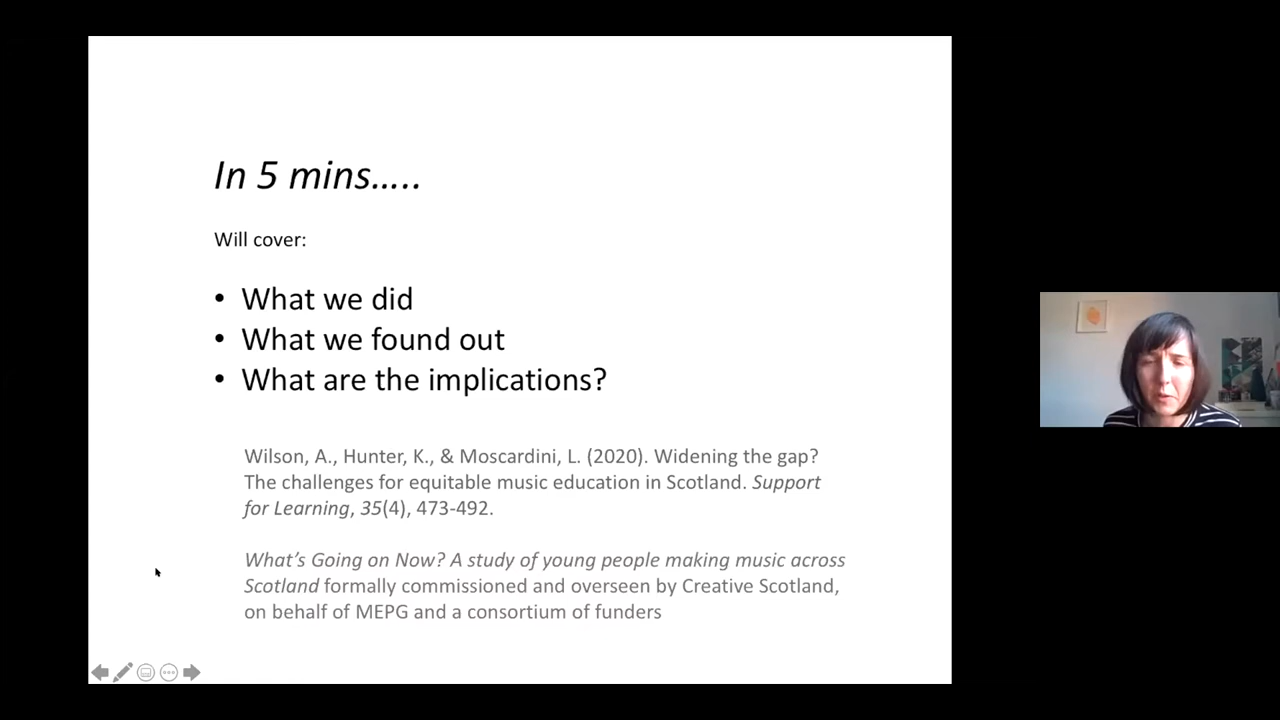 In 5 mins.....
Will cover:
• What we did
• What we found out
• What are the implications?
Wilson, A., Hunter, K., & Moscardini, L. (2020). Widening the gap?
The challenges for equitable music education in Scotland. Support
for Learning, 35(4), 473-492.
What’s Going on Now? A study of young people making music across
Scotland formally commissioned and overseen by Creative Scotland,
on behalf of MEPG and a consortium of funders